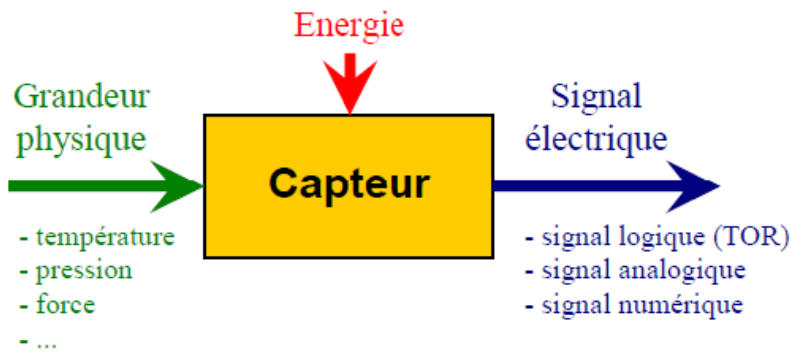 Energie
Grandeur
physique
Capteur
Signal
électrique
- température
- pression
- force
- ...
- signal logique (TOR)
- signal analogique
- signal numérique